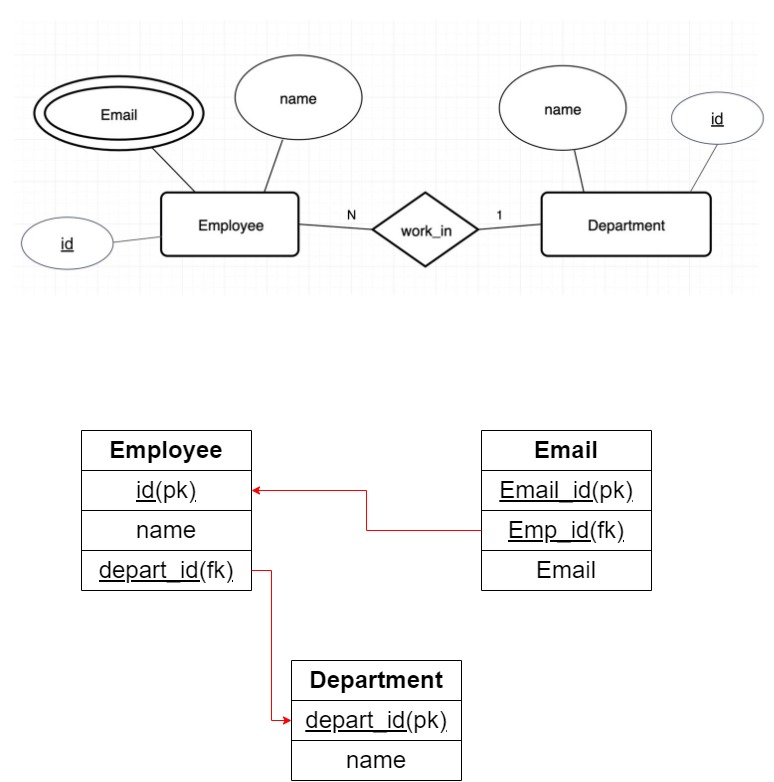 name
name
Email
id
N
1
Employee
work_in
Department
id
Employee
id(pk)
name
depart_id(fk)
Email
Email_id(pk)
Emp_id(fk)
Email
Department
depart_id(pk)
name